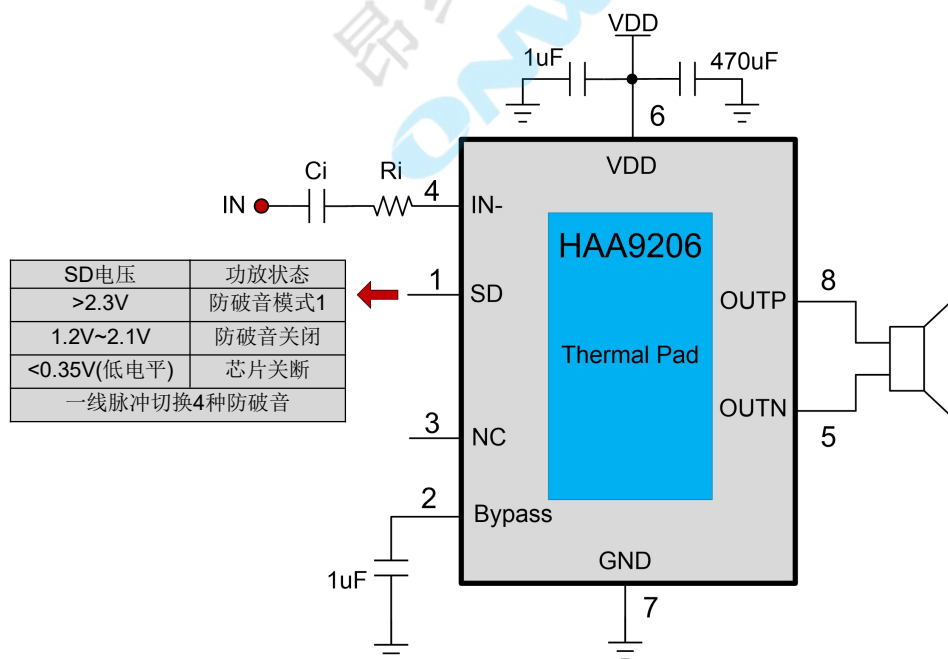 昂
ONW
VDD
1uF
470uF
6
VDD
Ci
Ri
4
IN
IN-
HAA9206
SD电压 功放状态
>2.3V 防破音模式1
1.2V~2.1V 防破音关闭
<0.35V(低电平) 芯片关断
一线脉冲切换4种防破音
1
SD
8
OUTP
Thermal Pad
OUTN
5
3
NC
2
Bypass
1uF
GND
7